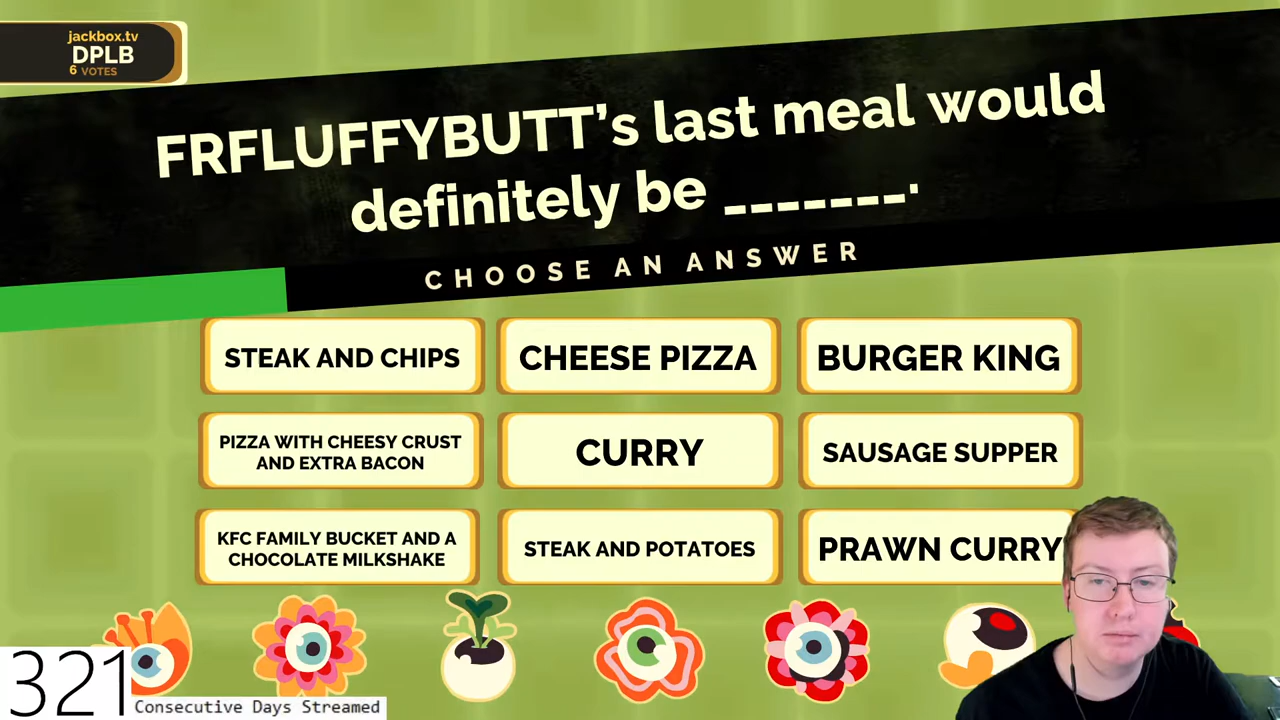 jackbox.tv
DPLB
6 VOTES
FRFLUFFYBUTT’s last meal would
definitely be _______.
CHOOSE AN ANSWER
STEAK AND CHIPS
CHEESE PIZZA
BURGER KING
PIZZA WITH CHEESY CRUST
AND EXTRA BACON
CURRY
SAUSAGE SUPPER
KFC FAMILY BUCKET AND A
CHOCOLATE MILKSHAKE
STEAK AND POTATOES
PRAWN CURRY
321
Consecutive Days Streamed